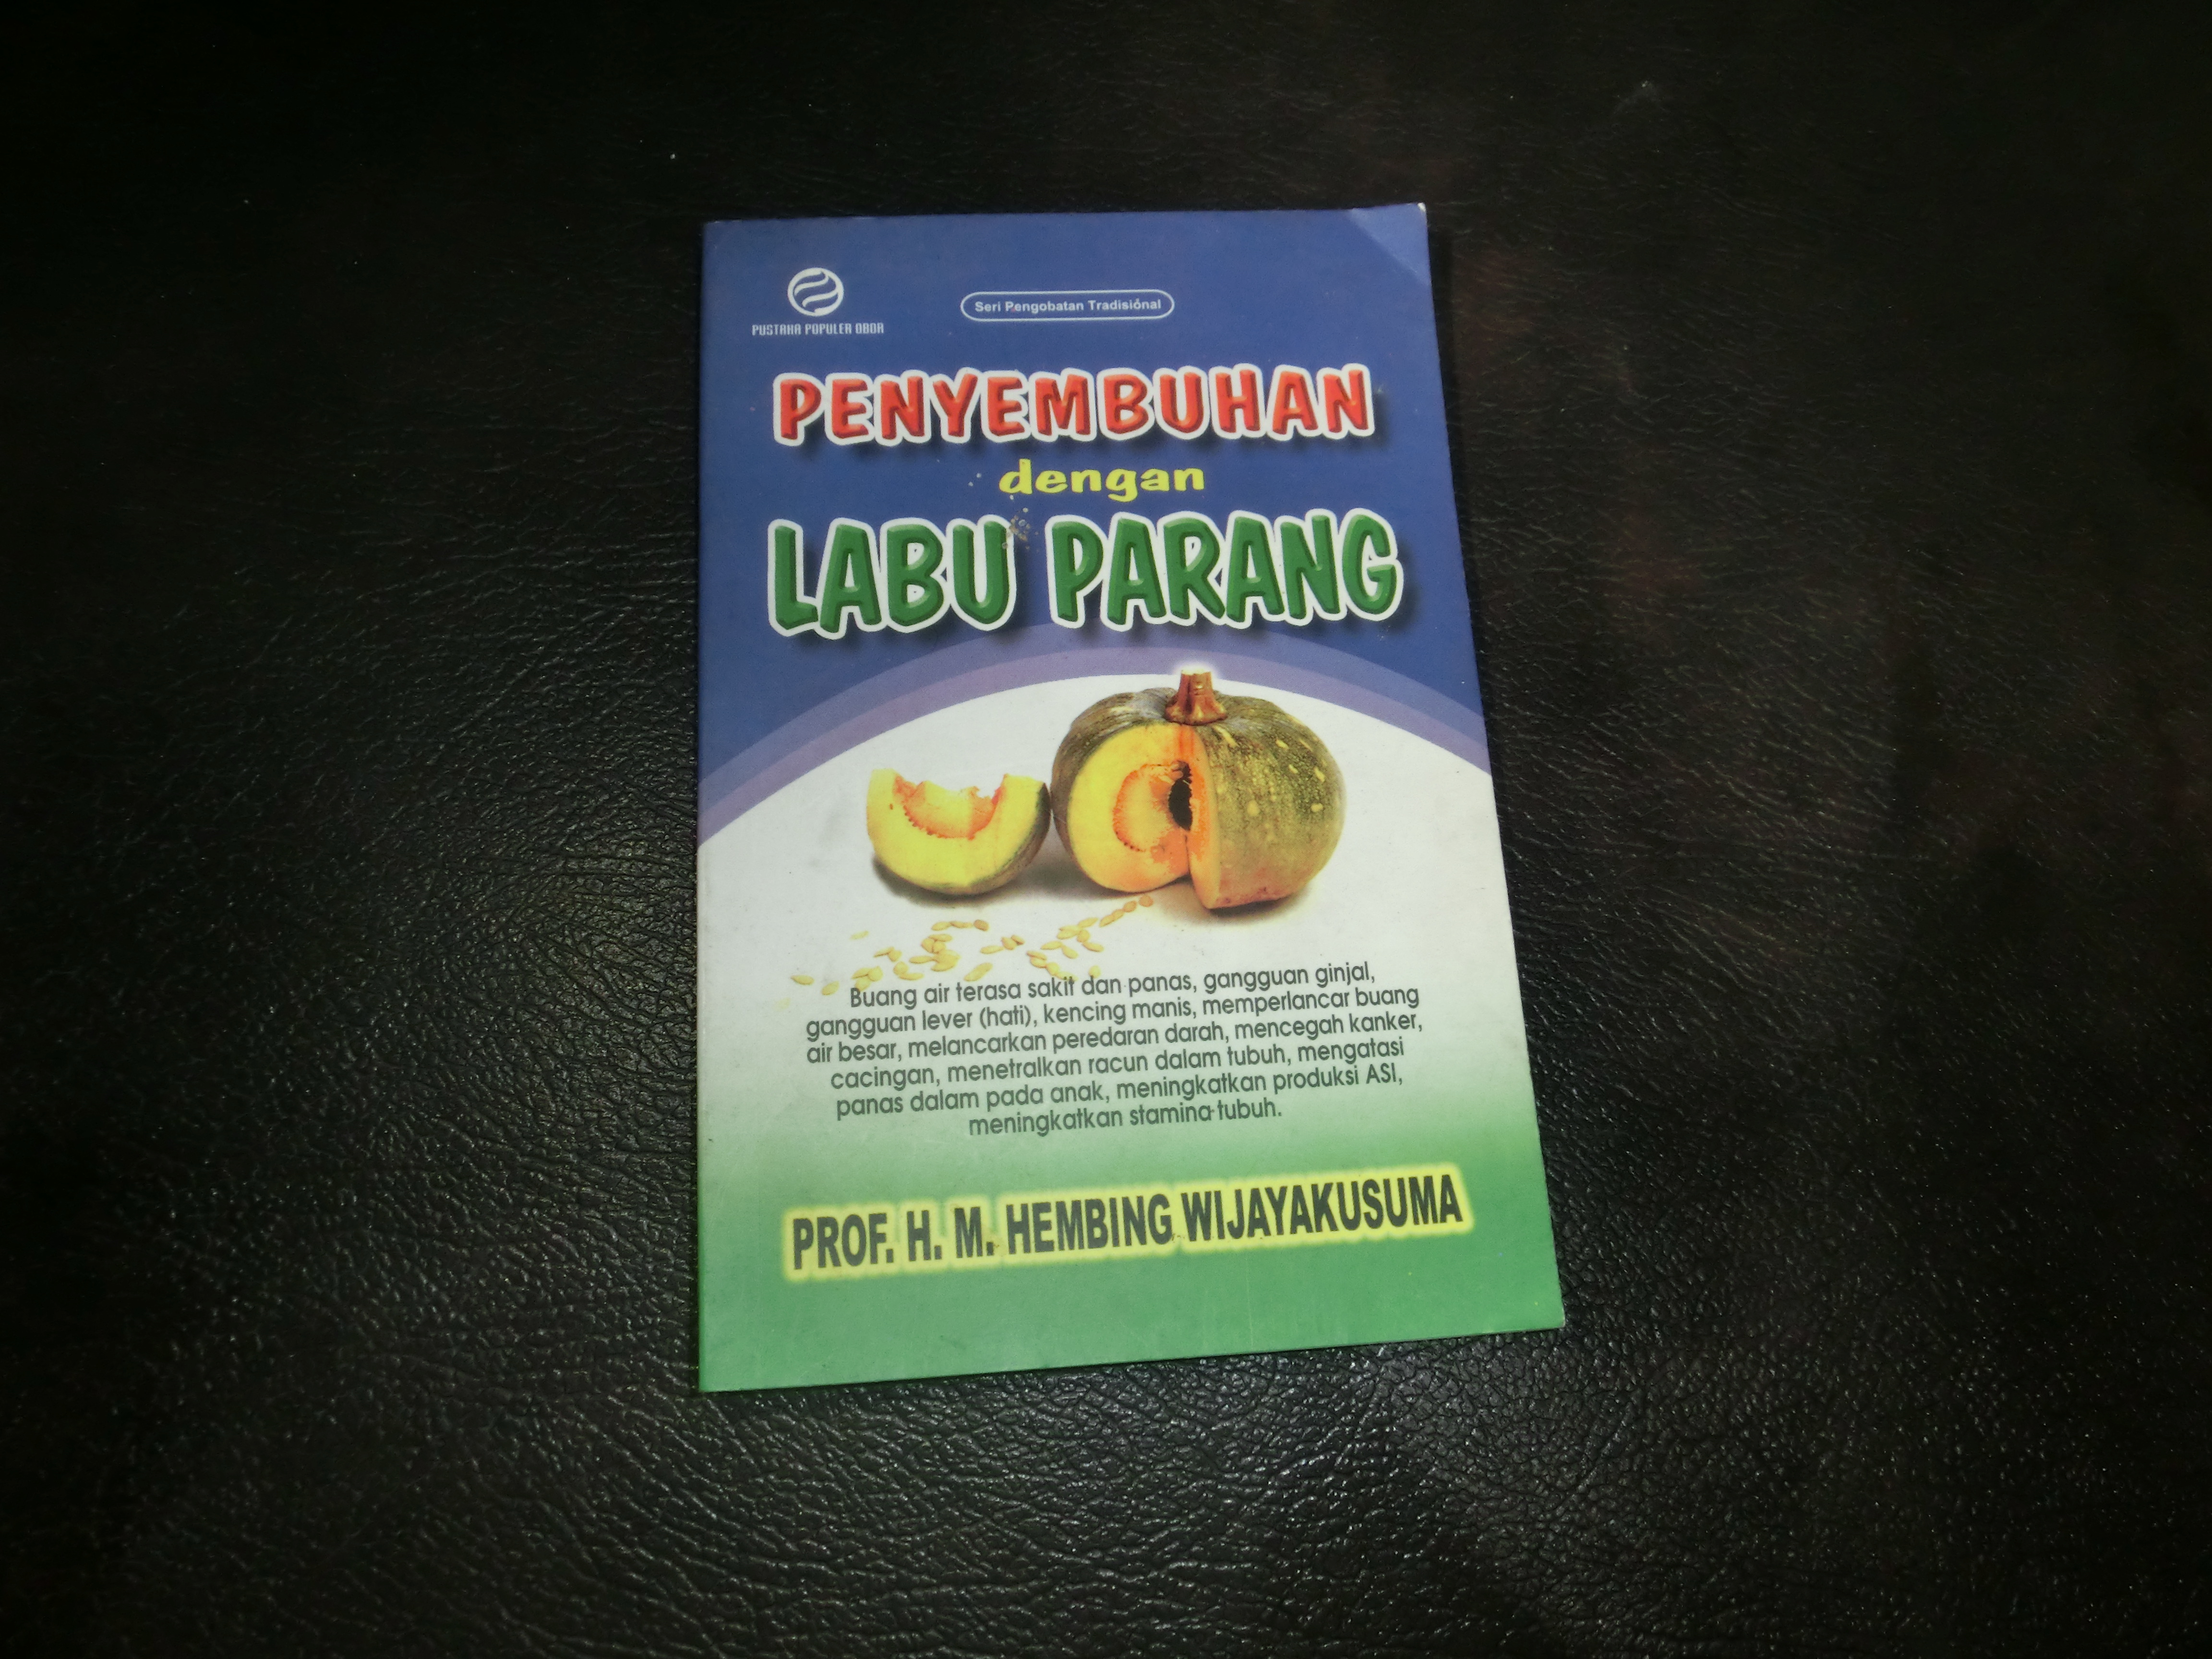 PUSTAKA POPULER OBOR
Seri Pengobatan Tradisional
PENYEMBUHAN
dengan
LABU PARANG
Buang air terasa sakit dan panas, gangguan ginjal,
gangguan lever (hati), kencing manis, memperlancar buang
air besar, melancarkan peredaran darah, mencegah kanker,
cacingan, menetralkan racun dalam tubuh, mengatasi
panas dalam pada anak, meningkatkan produksi ASI,
meningkatkan stamina tubuh.
PROF. H. M. HEMBING WIJAYAKUSUMA